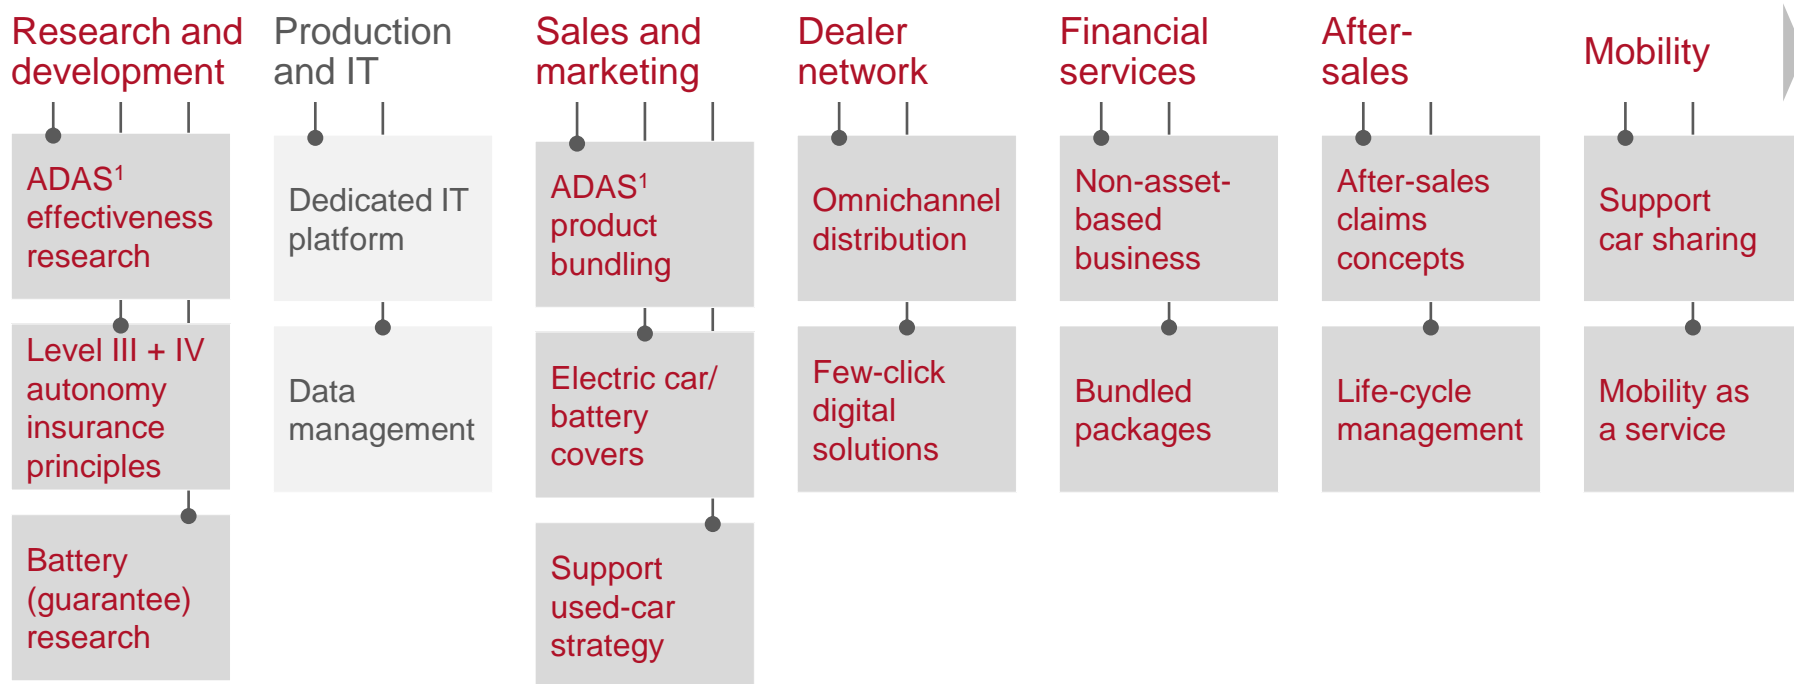 Research and
development
Production
and IT
Sales and
marketing
Dealer
network
Financial
services
After-
sales
Mobility
ADAS¹
effectiveness
research
Level III + IV
autonomy
insurance
principles
Battery
(guarantee)
research
Dedicated IT
platform
Data
management
ADAS¹
product
bundling
Electric car/
battery
covers
Support
used-car
strategy
Omnichannel
distribution
Few-click
digital
solutions
Non-asset-
based
business
Bundled
packages
After-sales
claims
concepts
Life-cycle
management
Support
car sharing
Mobility as
a service